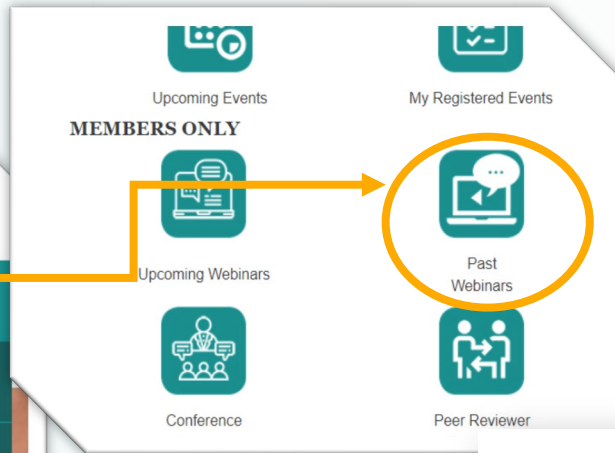 Upcoming Events
My Registered Events
MEMBERS ONLY
Upcoming Webinars
Past
Webinars
Conference
Peer Reviewer